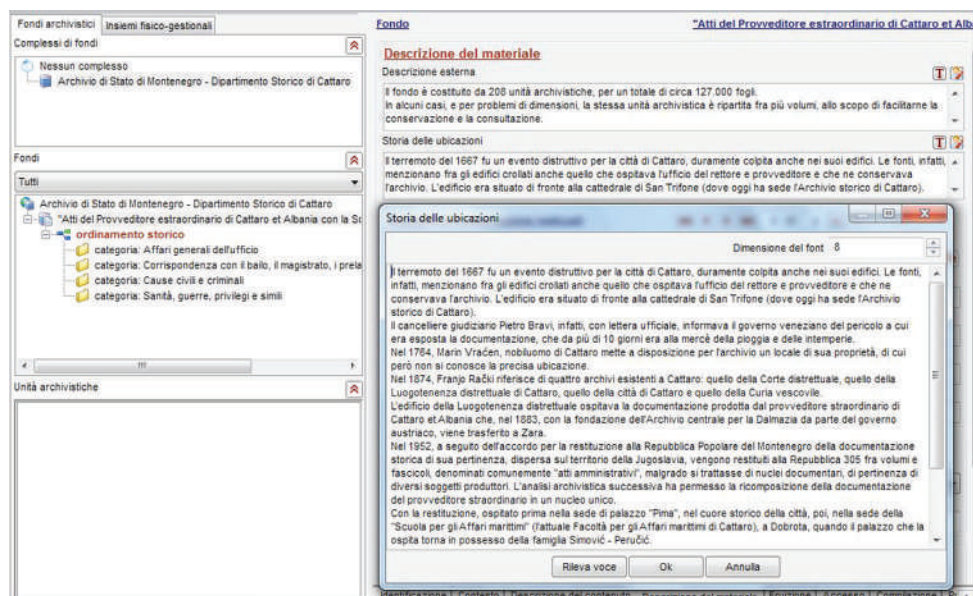 Fondi archivistici
Insiemi fisico-gestionali
Complessi di fondi
Nessun complesso
Archivio di Stato di Montenegro - Dipartimento Storico di Cattaro
Fondi
Tutti
Archivio di Stato di Montenegro - Dipartimento Storico di Cattaro
"Atti del Provveditore estraordinario di Cattaro et Albania con la So
ordinamento storico
categoria: Affari generali dell'ufficio
categoria: Corrispondenza con il bailo, il magistrato, i prela
categoria: Cause civili e criminali
categoria: Sanità, guerre, privilegi e simili
Unità archivistiche
Fondo
"Atti del Provveditore estraordinario di Cattaro et Alba
Descrizione del materiale
Descrizione esterna
Il fondo è costituito da 208 unità archivistiche, per un totale di circa 127.000 fogli.
In alcuni casi, e per problemi di dimensioni, la stessa unità archivistica è ripartita fra più volumi, allo scopo di facilitarne la
conservazione e la consultazione.
Storia delle ubicazioni
Il terremoto del 1667 fu un evento distruttivo per la città di Cattaro, duramente colpita anche nei suoi edifici. Le fonti, infatti,
menzionano fra gli edifici crollati anche quello che ospitava l'ufficio del rettore e provveditore e che ne conservava
l'archivio. L'edificio era situato di fronte alla cattedrale di San Trifone (dove oggi ha sede l'Archivio storico di Cattaro).
Storia delle ubicazioni
Dimensione del font 8
Il terremoto del 1667 fu un evento distruttivo per la città di Cattaro, duramente colpita anche nei suoi edifici. Le fonti,
infatti, menzionano fra gli edifici crollati anche quello che ospitava l'ufficio del rettore e provveditore e che ne
conservava l'archivio. L'edificio era situato di fronte alla cattedrale di San Trifone (dove oggi ha sede l'Archivio
storico di Cattaro).
Il cancelliere giudiziario Pietro Bravi, infatti, con lettera ufficiale, informava il governo veneziano del pericolo a cui
era esposta la documentazione, che da più di 10 giorni era alla mercè della pioggia e delle intemperie.
Nel 1764, Marin Vraćen, nobiluomo di Cattaro mette a disposizione per l'archivio un locale di sua proprietà, di cui
però non si conosce la precisa ubicazione.
Nel 1874, Franjo Rački riferisce di quattro archivi esistenti a Cattaro: quello della Corte distrettuale, quello della
Luogotenenza distrettuale di Cattaro, quello della città di Cattaro e quello della Curia vescovile.
L'edificio della Luogotenenza distrettuale ospitava la documentazione prodotta dal provveditore straordinario di
Cattaro et Albania che, nel 1883, con la fondazione dell'Archivio centrale per la Dalmazia da parte del governo
austriaco, viene trasferito a Zara.
Nel 1952, a seguito dell'accordo per la restituzione alla Repubblica Popolare del Montenegro della documentazione
storica di sua pertinenza, dispersa sul territorio della Jugoslavia, vengono restituiti alla Repubblica 305 fra volumi e
fascicoli, denominati comunemente "atti amministrativi", malgrado si trattasse di nuclei documentari, di pertinenza di
diversi soggetti produttori. L'analisi archivistica successiva ha permesso la ricomposizione della documentazione
del provveditore straordinario in un nucleo unico.
Con la restituzione, ospitato prima nella sede di palazzo "Pima", nel cuore storico della città, poi, nella sede della
"Scuola per gli Affari marittimi" (l'attuale Facoltà per gli Affari marittimi di Cattaro), a Dobrota, quando il palazzo che la
ospita torna in possesso della famiglia Simović - Peručić.
Rileva voce
Ok
Annulla